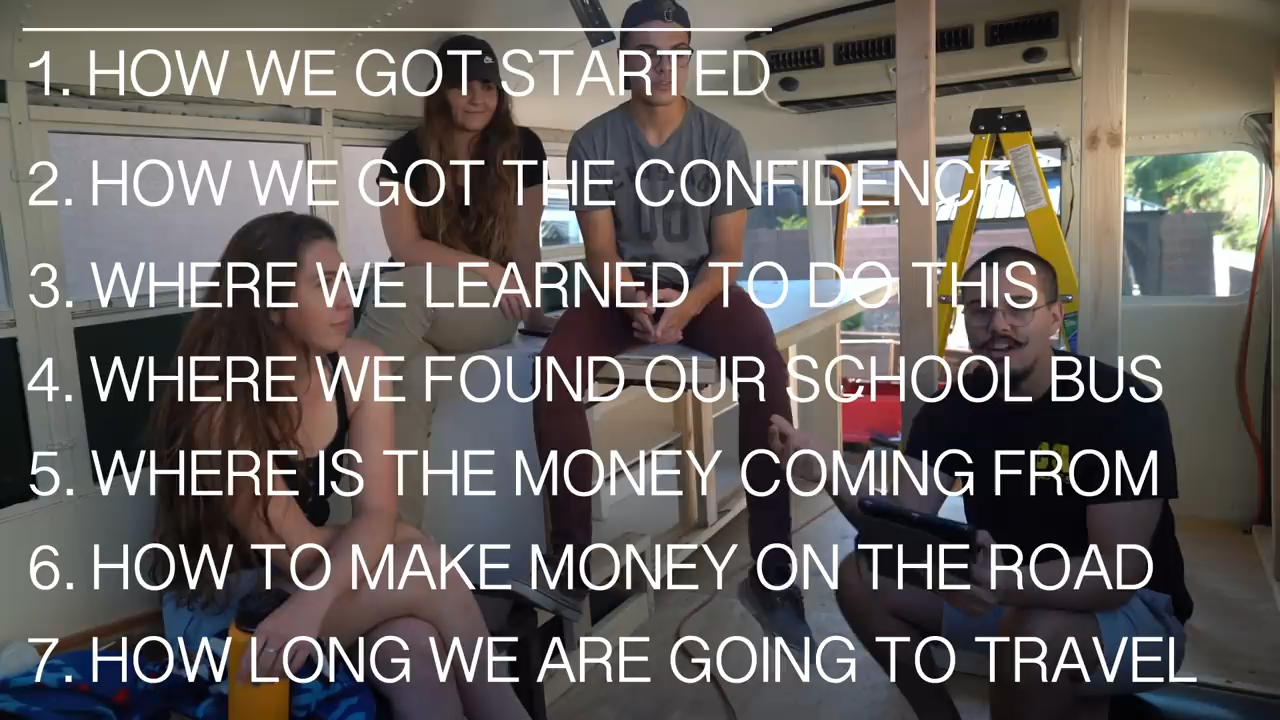 1. HOW WE GOT STARTED
2. HOW WE GOT THE CONFIDENCE
3. WHERE WE LEARNED TO DO THIS
4. WHERE WE FOUND OUR SCHOOL BUS
5. WHERE IS THE MONEY COMING FROM
6. HOW TO MAKE MONEY ON THE ROAD
7. HOW LONG WE ARE GOING TO TRAVEL